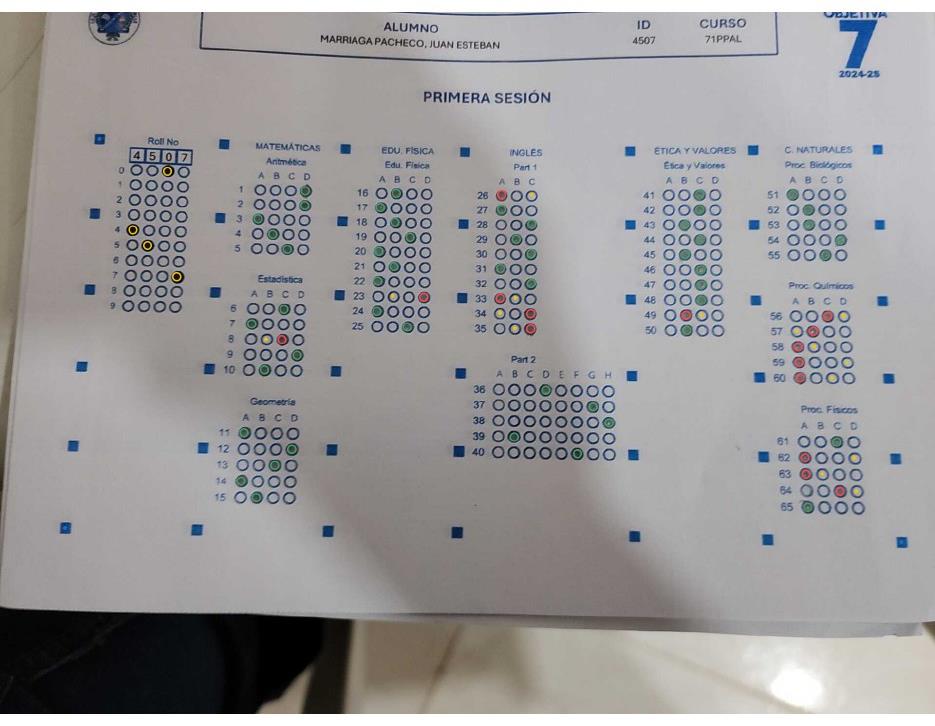 OBJETIVA
7
2024-25
ALUMNO ID CURSO
MARRIAGA PACHECO, JUAN ESTEBAN 4507 71PPAL
PRIMERA SESIÓN
Roll No
4 5 0 7
0
1
2
3
4
5
6
7
8
9
MATEMÁTICAS
Aritmética
A B C D
1
2
3
4
5
Estadística
A B C D
6
7
8
9
10
Geometría
A B C D
11
12
13
14
15
EDU. FÍSICA
Edu. Física
A B C D
16
17
18
19
20
21
22
23
24
25
INGLÉS
Part 1
A B C
26
27
28
29
30
31
32
33
34
35
Part 2
A B C D E F G H
36
37
38
39
40
ÉTICA Y VALORES
Ética y Valores
A B C D
41
42
43
44
45
46
47
48
49
50
C. NATURALES
Proc. Biológicos
A B C D
51
52
53
54
55
Proc. Químicos
A B C D
56
57
58
59
60
Proc. Físicos
A B C D
61
62
63
64
65